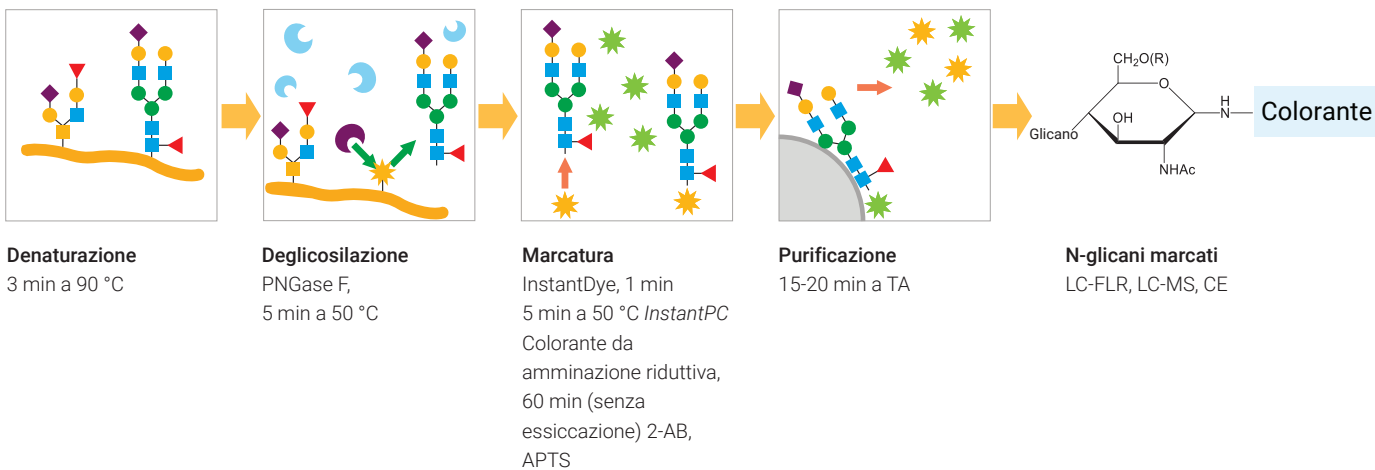 CH₂O(R)
O
OH
Glicano
H
N
NHAc
Colorante
Denaturazione
3 min a 90 °C
Deglicosilazione
PNGase F,
5 min a 50 °C
Marcatura
InstantDye, 1 min
5 min a 50 °C InstantPC
Colorante da
amminazione riduttiva,
60 min (senza
essiccazione) 2-AB,
APTS
Purificazione
15-20 min a TA
N-glicani marcati
LC-FLR, LC-MS, CE